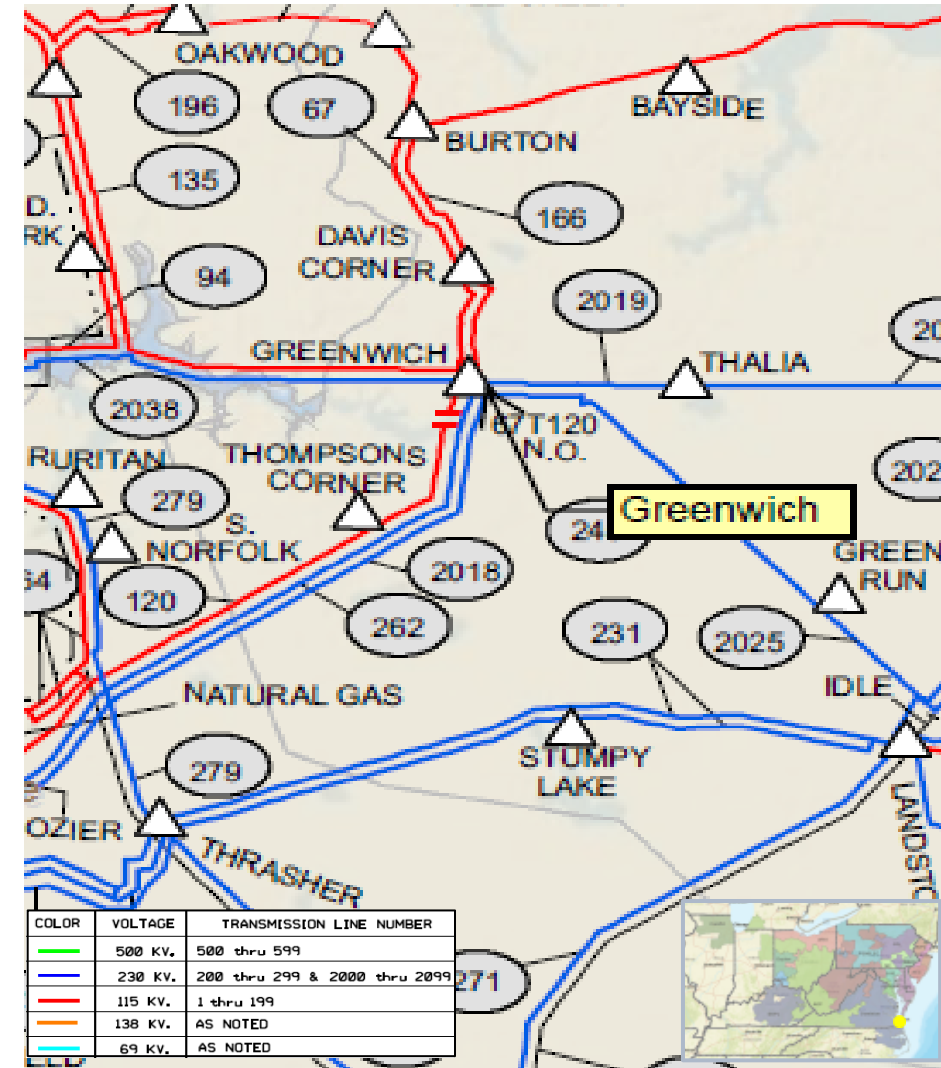 OAKWOOD
196
67
BAYSIDE
BURTON
135
D.
RK
166
DAVIS
CORNER
94
2019
20
GREENWICH
THALIA
2038
67T120
N.O.
RURITAN
THOMPSONS
CORNER
202
279
Greenwich
S.
NORFOLK
24
GREEN
RUN
64
2018
120
262
231
2025
IDLE
NATURAL GAS
STUMPY
LAKE
279
OZIER
THRASHER
LANDSTO
COLOR VOLTAGE TRANSMISSION LINE NUMBER
500 KV. 500 thru 599
230 KV. 200 thru 299 & 2000 thru 2099
115 KV. 1 thru 199
138 KV. AS NOTED
69 KV. AS NOTED
271